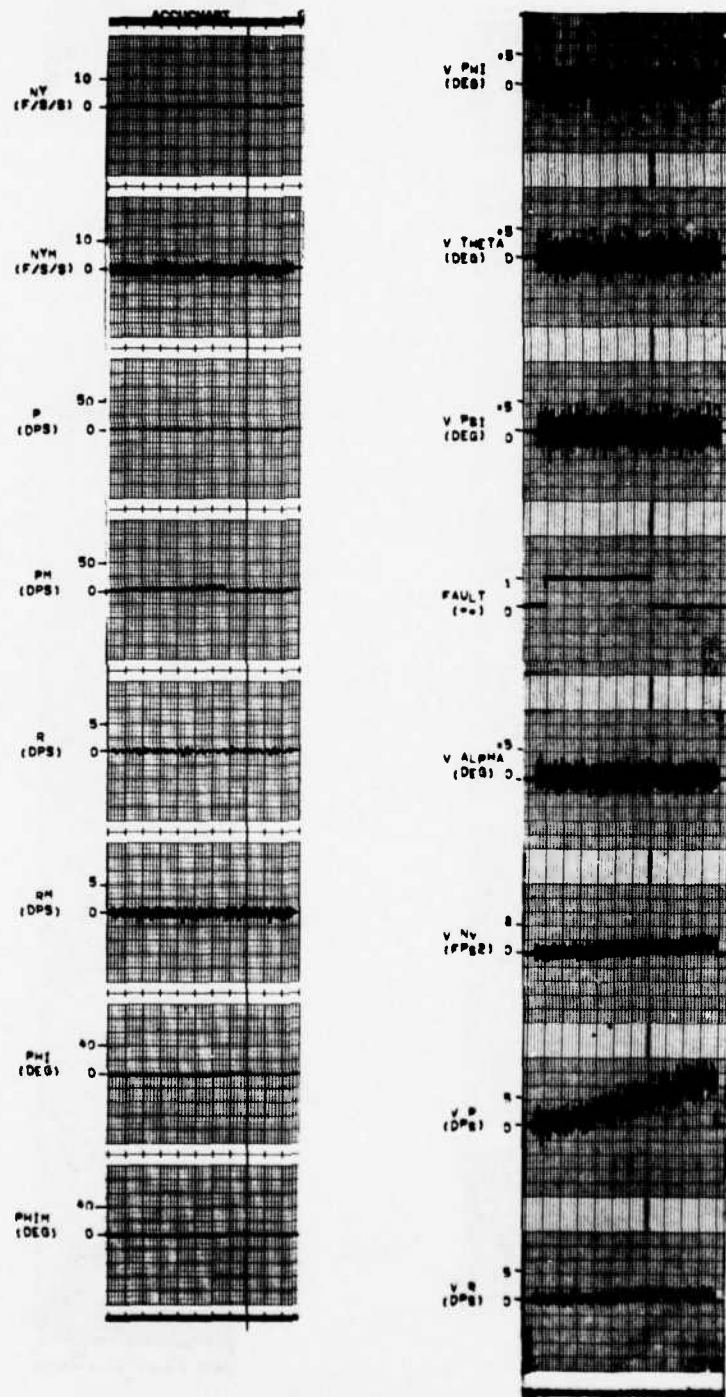 ACCUCHART
NY 10
(F/S/S) 0
NYM 10
(F/S/S) 0
P 50
(DPS) 0
PM 50
(DPS) 0
R 5
(DPS) 0
RM 5
(DPS) 0
PHI 40
(DEG) 0
PHIM 40
(DEG) 0
V PHI .5
(DEG) 0
V THETA .5
(DEG) 0
V PSI .5
(DEG) 0
FAULT 1
0
V ALPHA .5
(DEG) 0
V NY
(FPS2) 0
V P 5
(DPS) 0
V R 5
(DPS) 0